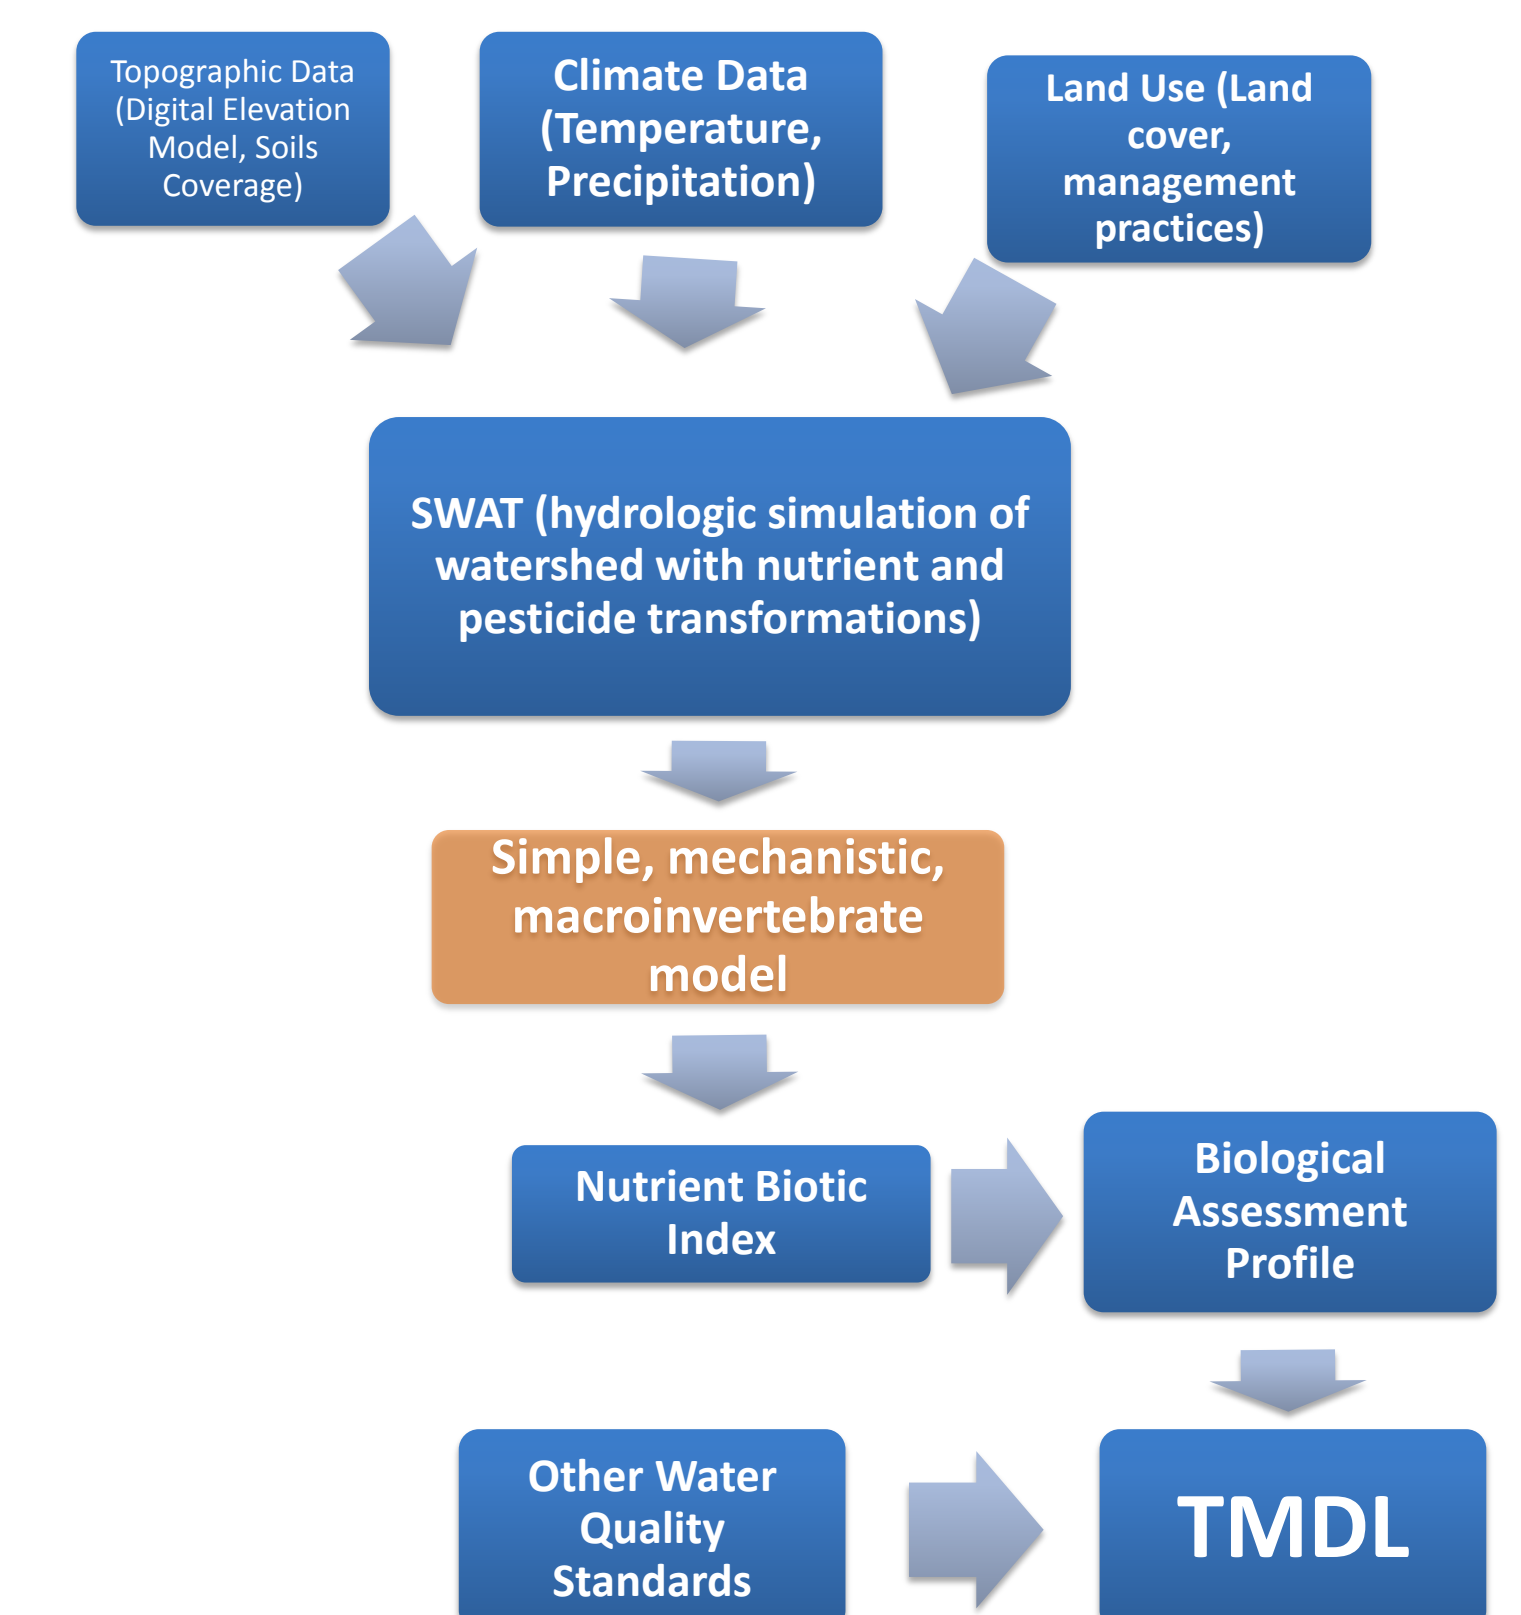 Topographic Data
(Digital Elevation
Model, Soils
Coverage)
Climate Data
(Temperature,
Precipitation)
Land Use (Land
cover,
management
practices)
SWAT (hydrologic simulation of
watershed with nutrient and
pesticide transformations)
Simple, mechanistic,
macroinvertebrate
model
Nutrient Biotic
Index
Biological
Assessment
Profile
Other Water
Quality
Standards
TMDL